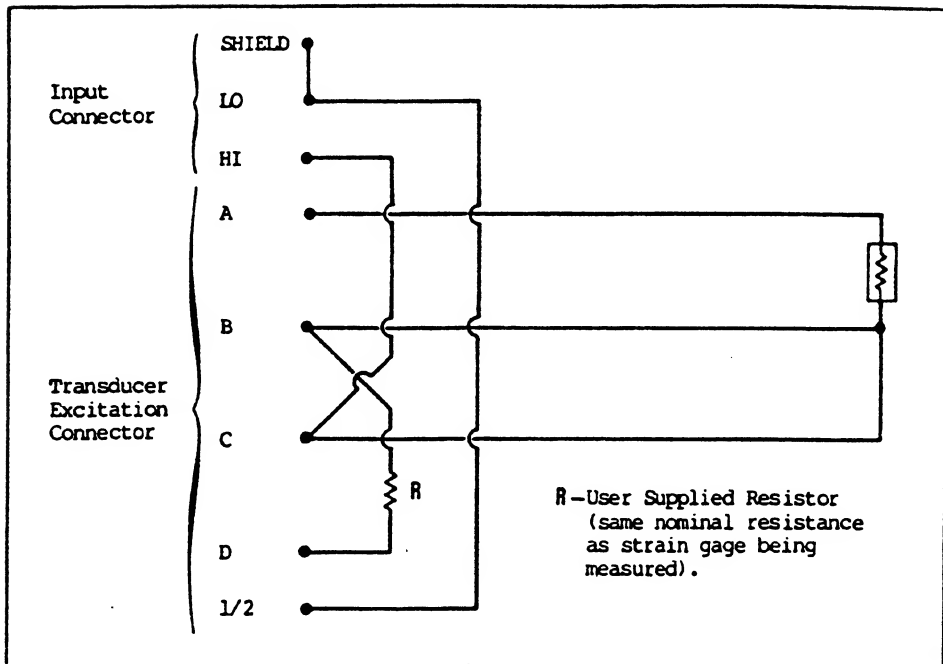 SHIELD
Input
Connector
LO
HI
A
B
Transducer
Excitation
Connector
C
R
R-User Supplied Resistor
(same nominal resistance
as strain gage being
measured).
D
1/2